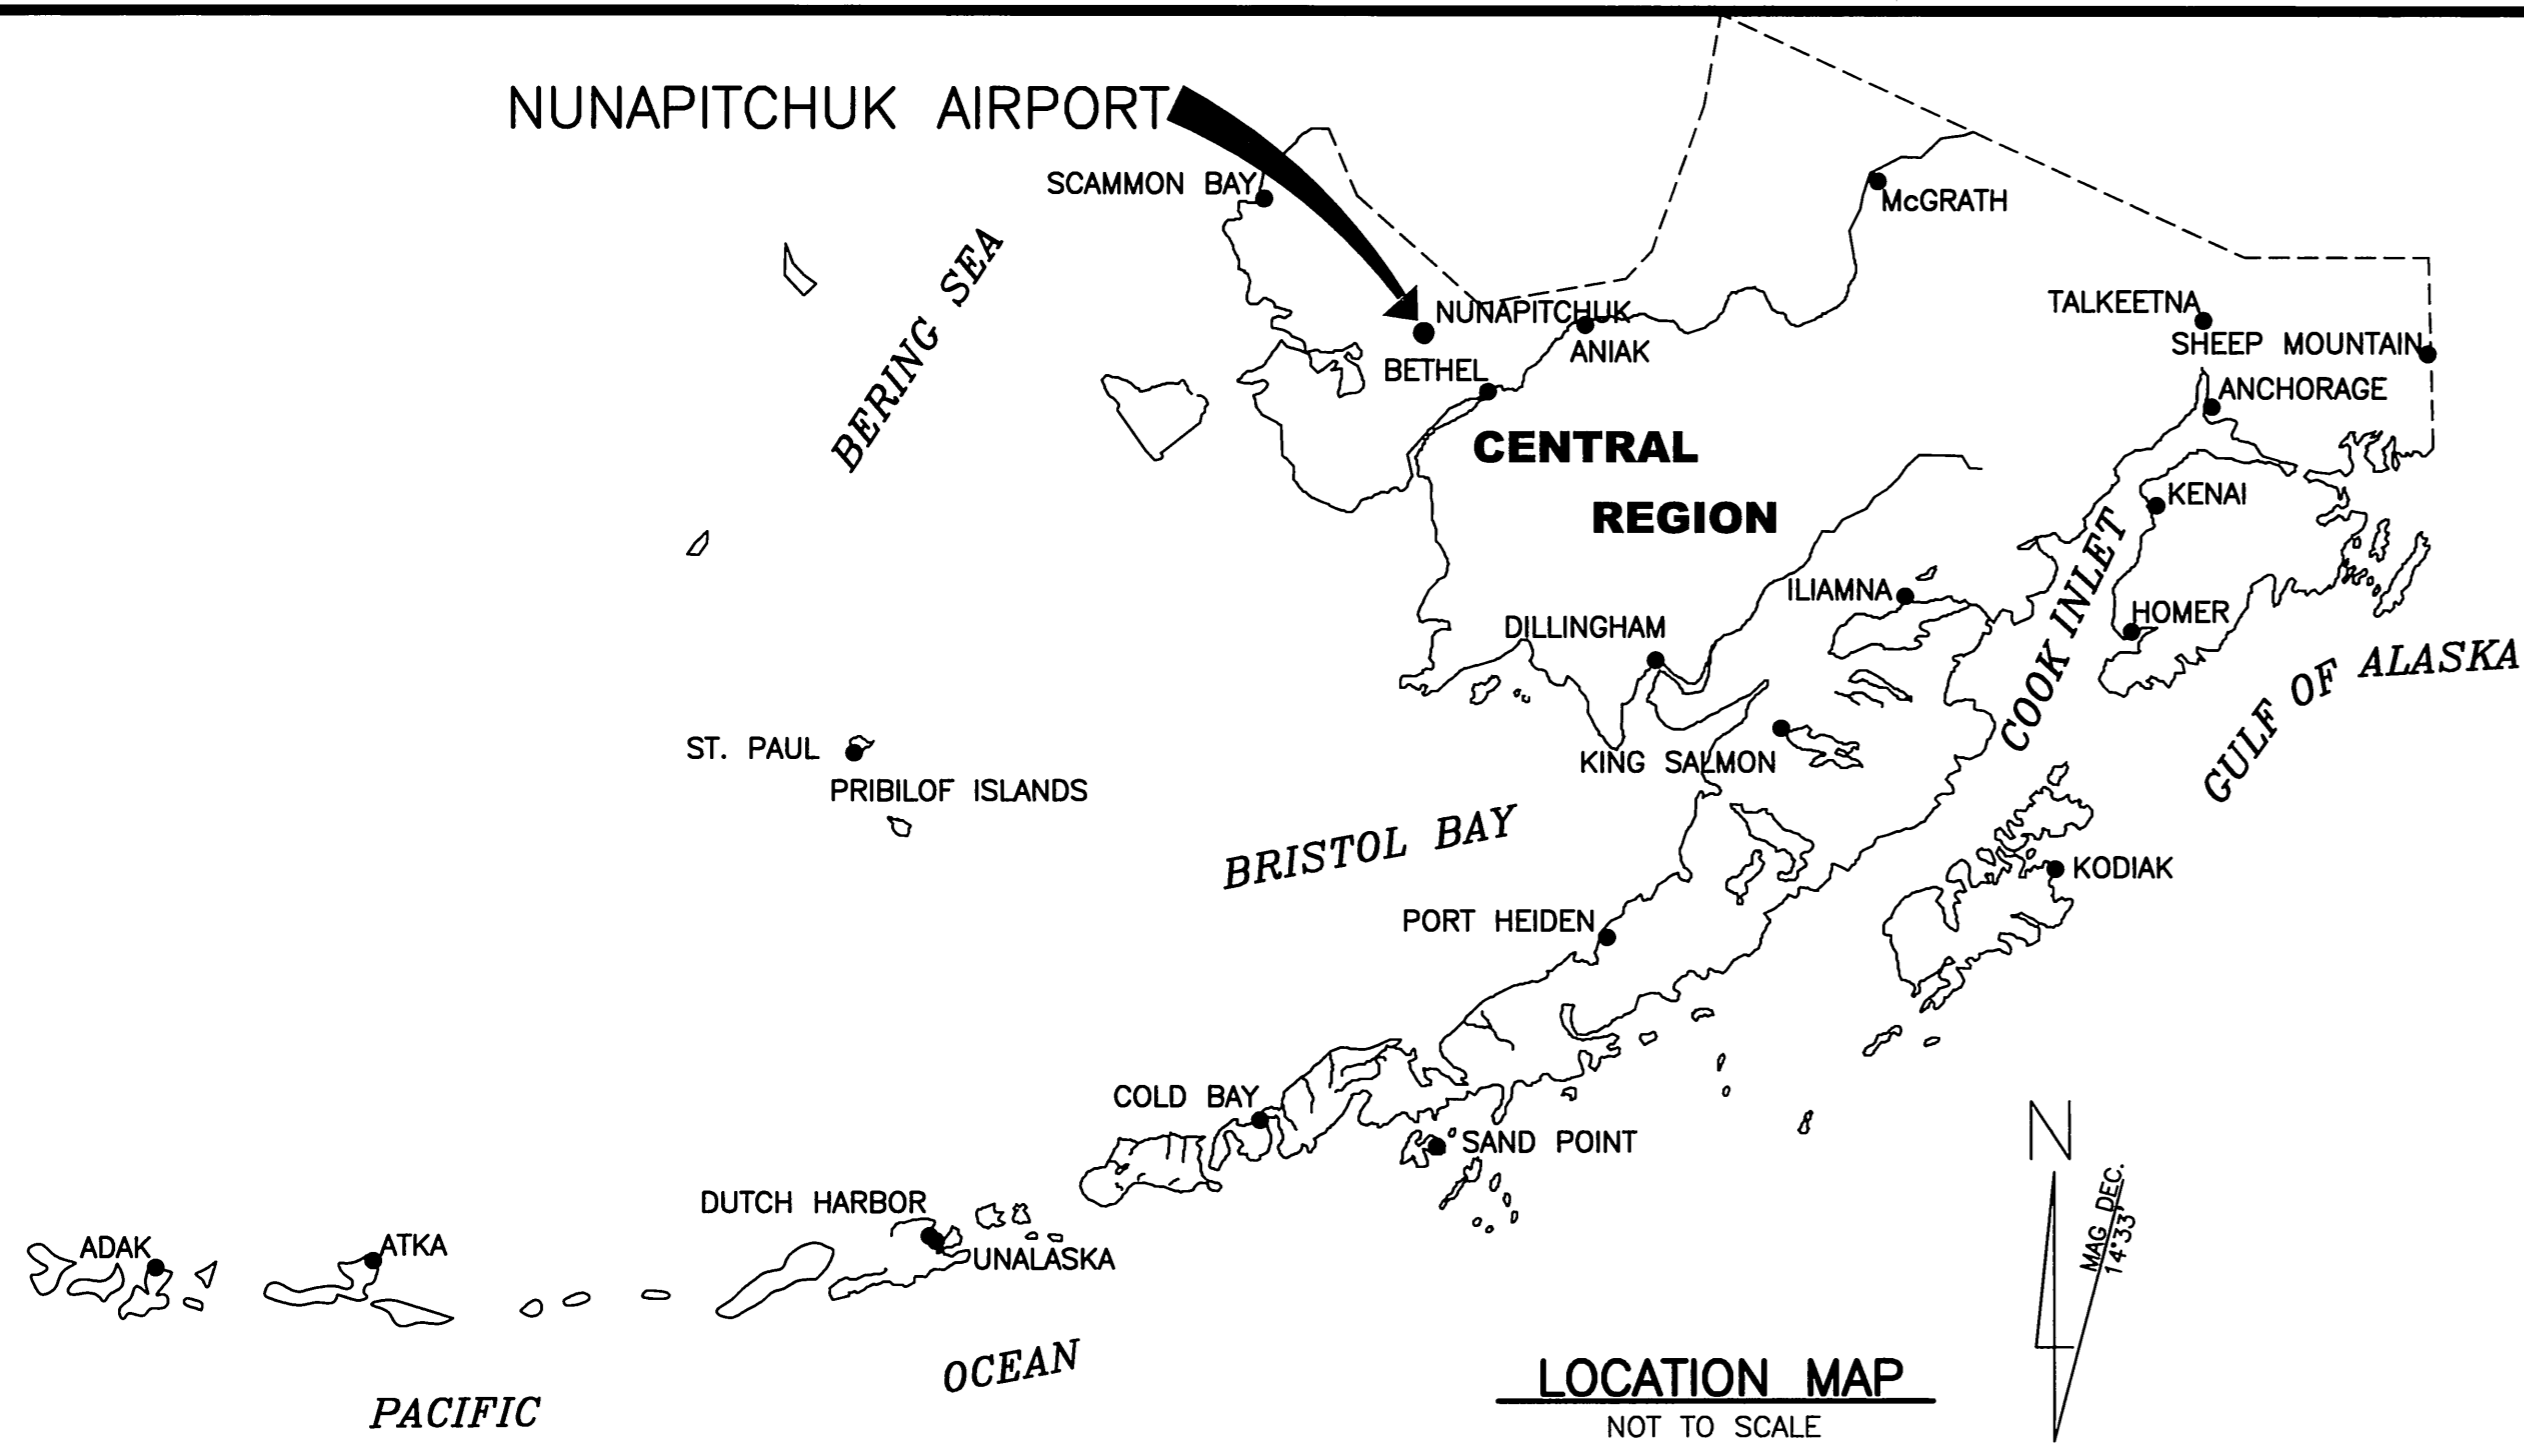 NUNAPITCHUK AIRPORT
SCAMMON BAY
McGRATH
BERING SEA
NUNAPITCHUK
TALKEETNA
SHEEP MOUNTAIN
ANIAK
BETHEL
ANCHORAGE
CENTRAL
REGION
KENAI
ILIAMNA
COOK INLET
HOMER
DILLINGHAM
GULF OF ALASKA
ST. PAUL
KING SALMON
PRIBILOF ISLANDS
BRISTOL BAY
KODIAK
PORT HEIDEN
COLD BAY
SAND POINT
N
MAG DEC.
14°33'
DUTCH HARBOR
ADAK
ATKA
UNALASKA
PACIFIC
OCEAN
LOCATION MAP
NOT TO SCALE